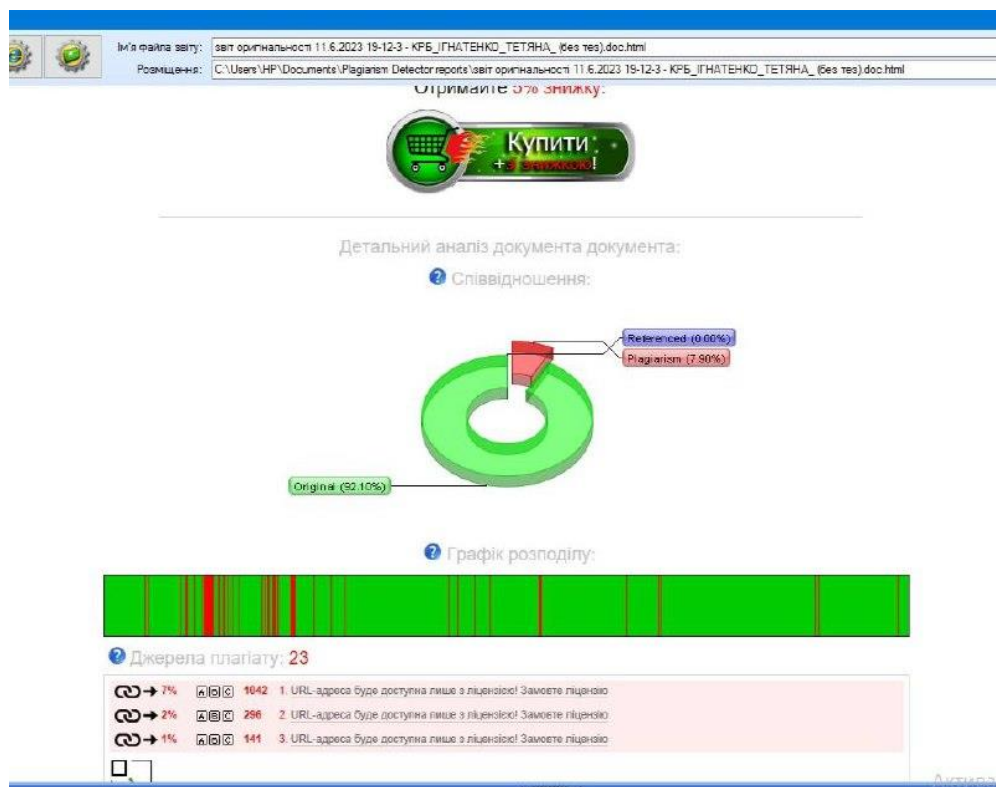 Ім'я файла звіту: звіт оригінальності 11.6.2023 19-12-3 - КРБ_ІГНАТЕНКО_ТЕТЯНА_ (без тез).doc.html
Розміщення: C:\Users\HP\Documents\Plagiarism Detector reports\звіт оригінальності 11.6.2023 19-12-3 - КРБ_ІГНАТЕНКО_ТЕТЯНА_ (без тез).doc.html
Отримайте 5% знижку:
Купити
+з знижкою!
Детальний аналіз документа документа:
Співвідношення:
Referenced (0.00%)
Plagiarism (7.90%)
Original (92.10%)
Графік розподілу:
Джерела плагіату: 23
7% 1042 1. URL-адреса буде доступна лише з ліцензією! Замовте ліцензію
2% 296 2. URL-адреса буде доступна лише з ліцензією! Замовте ліцензію
1% 141 3. URL-адреса буде доступна лише з ліцензією! Замовте ліцензію